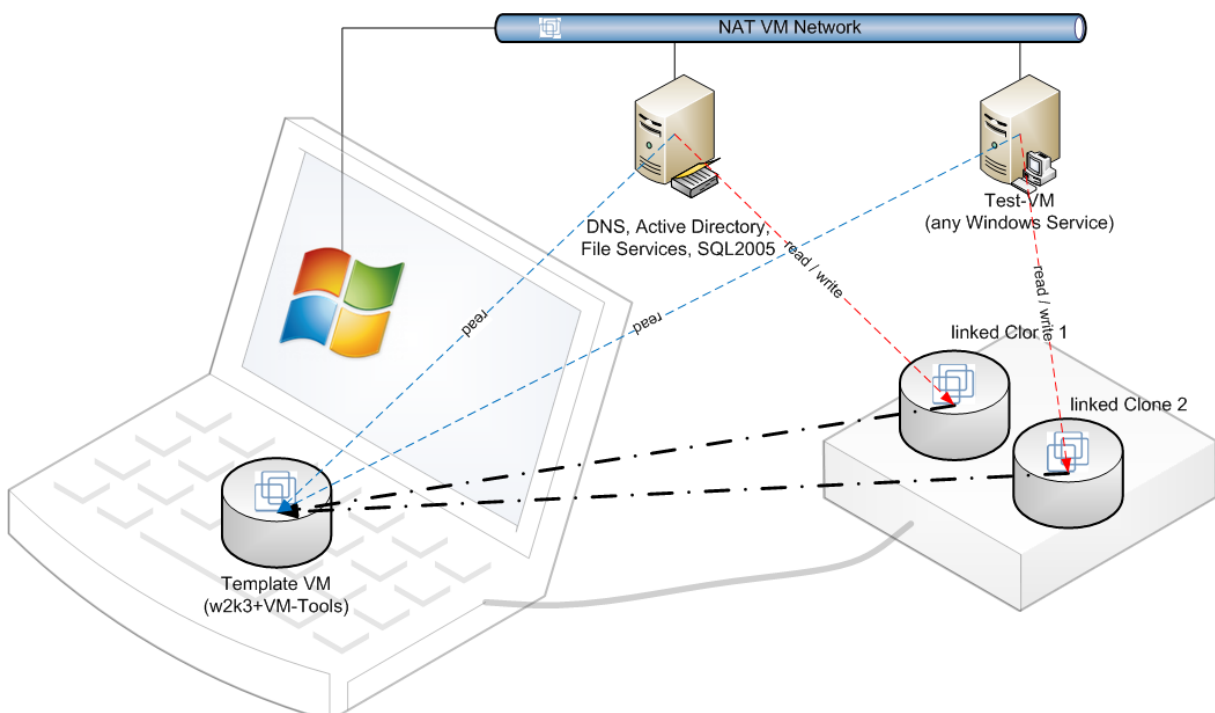 NAT VM Network
DNS, Active Directory,
File Services, SQL2005
Test-VM
(any Windows Service)
read / write
read
read
read / write
linked Clon 1
linked Clone 2
Template VM
(w2k3+VM-Tools)